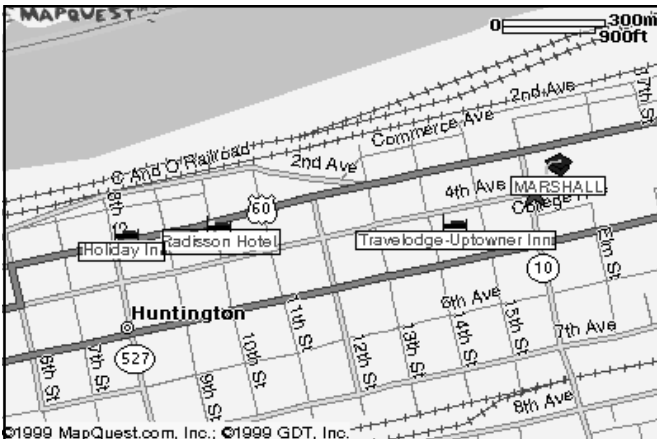 MAPQUEST
0 300m
900ft
17th St
2nd Ave
Commerce Ave
C And O Railroad
2nd Ave
4th Ave
MARSHALL
College Ave
8th St
60
Holiday Inn
Radisson Hotel
Travelodge-Uptowner Inn
Elm St
10
Huntington
6th Ave
11th St
7th Ave
527
6th St
7th St
9th St
10th St
12th St
13th St
14th St
15th St
8th Ave
©1999 MapQuest.com, Inc.; ©1999 GDT, Inc.